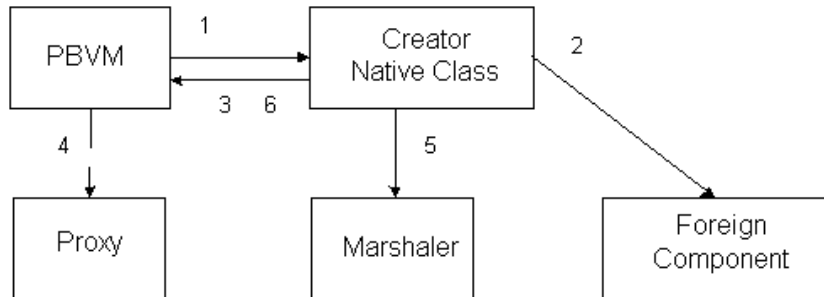 1
PBVM
Creator
Native Class
2
3 6
4
5
Proxy
Marshaler
Foreign
Component